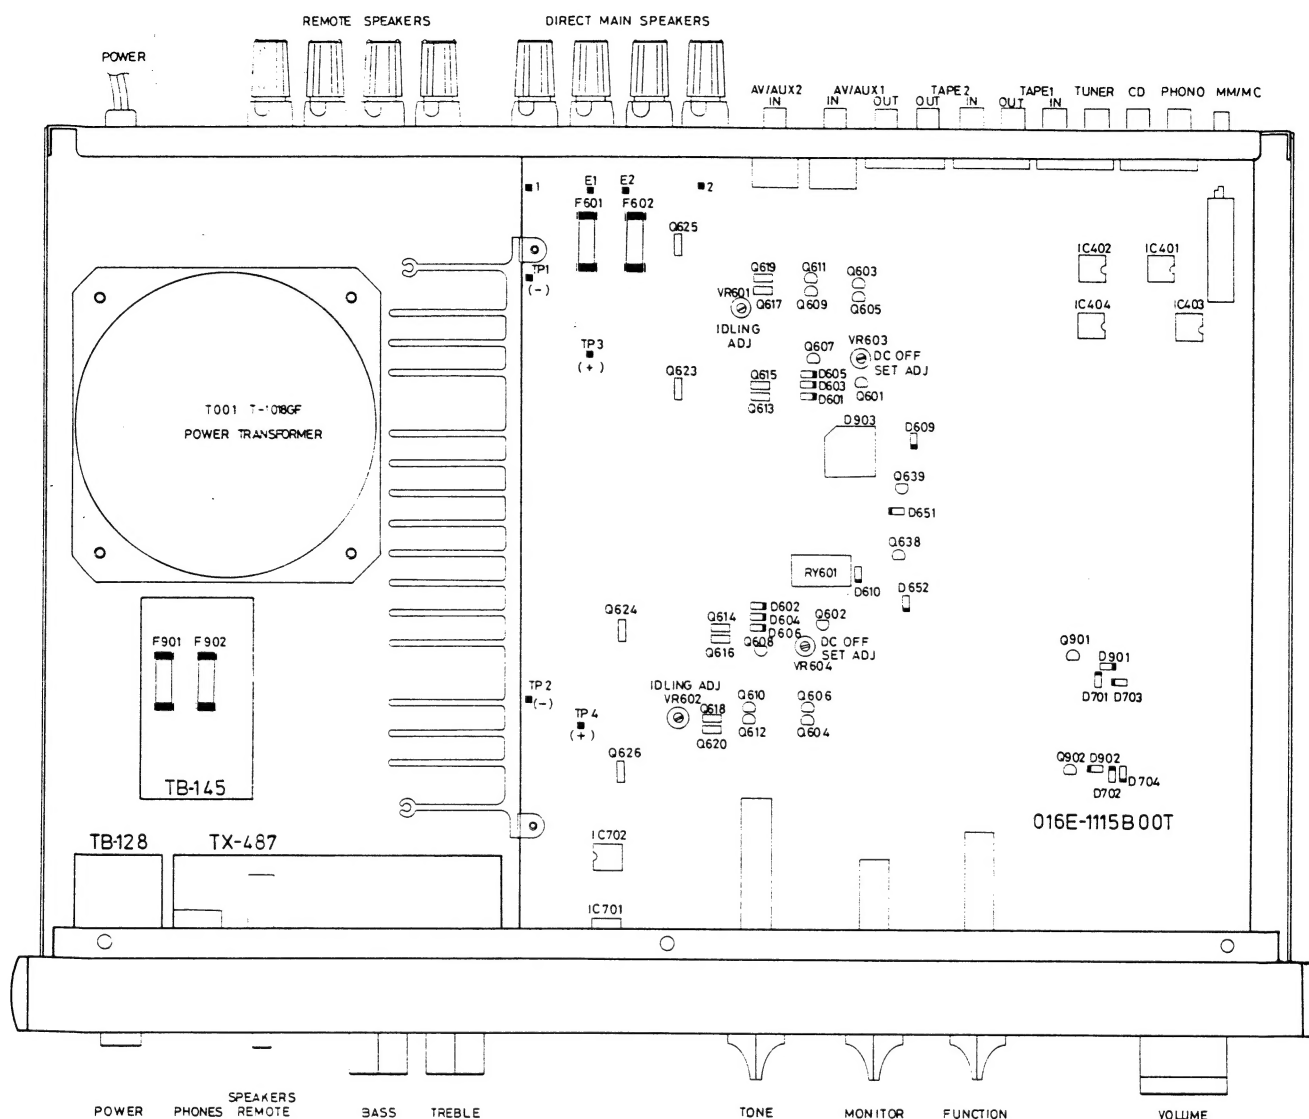 REMOTE SPEAKERS
DIRECT MAIN SPEAKERS
POWER
AV/AUX2
IN
AV/AUX1
IN
OUT
TAPE2
OUT
IN
TAPE1
OUT
IN
TUNER
CD
PHONO
MM/MC
1
E1
E2
2
F601
F602
Q625
TP1
(-)
Q619
Q617
Q611
Q609
Q603
Q605
IC402
IC401
VR601
IDLING
ADJ
IC404
IC403
TP3
(+)
Q607
VR603
DC OFF
SET ADJ
Q623
Q615
Q613
D605
D603
D601
Q601
T001 T-1018GF
POWER TRANSFORMER
D903
D609
Q639
D651
Q638
RY601
D610
D652
Q624
Q614
Q616
D602
D604
D606
Q608
Q602
DC OFF
SET ADJ
VR604
F901
F902
Q901
D901
D701
D703
TP2
(-)
IDLING ADJ
VR602
Q618
Q620
Q610
Q612
Q606
Q604
TP4
(+)
Q626
Q902
D902
D702
D704
TB-145
016E-1115B00T
TB-128
TX-487
IC702
IC701
POWER
PHONES
SPEAKERS
REMOTE
BASS
TREBLE
TONE
MONITOR
FUNCTION
VOLUME